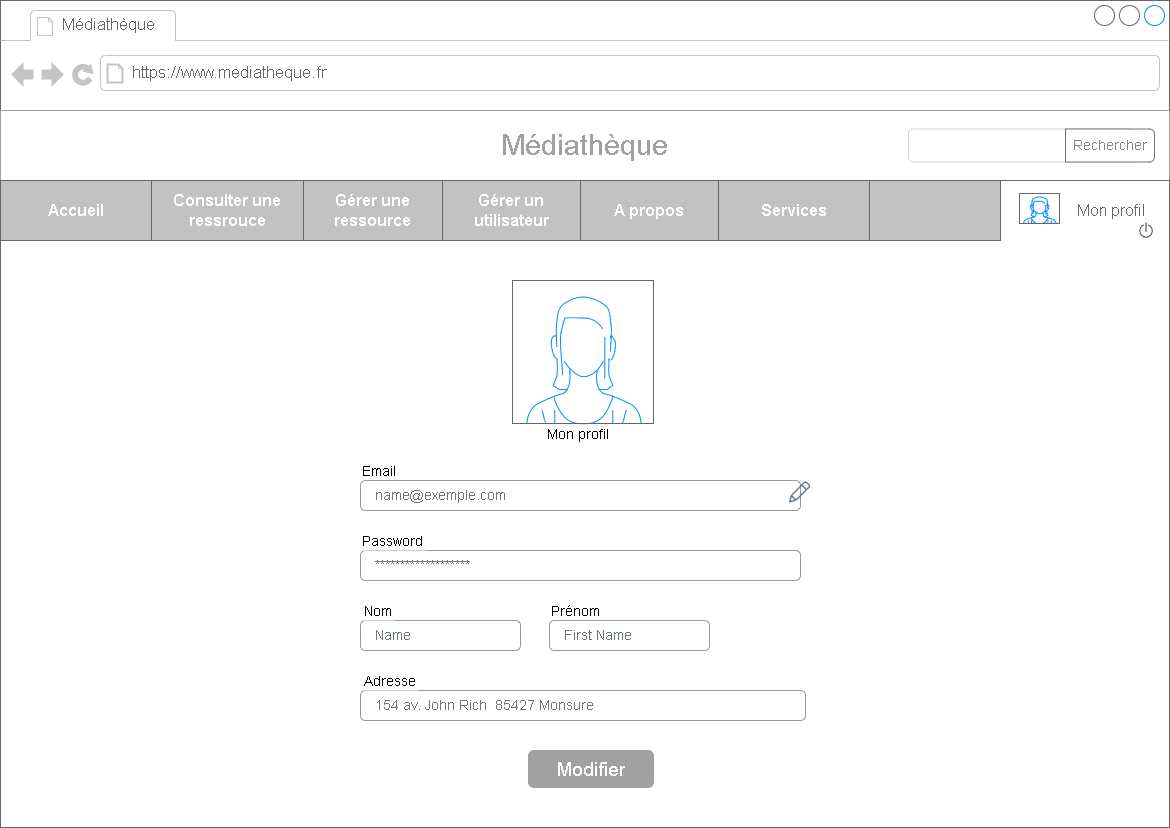 Médiathèque
https://www.mediatheque.fr
Médiathèque
Rechercher
Accueil
Consulter une
ressrouce
Gérer une
ressource
Gérer un
utilisateur
A propos
Services
Mon profil
Mon profil
Email
name@exemple.com
Password
*******************
Nom
Prénom
Name
First Name
Adresse
154 av. John Rich 85427 Monsure
Modifier